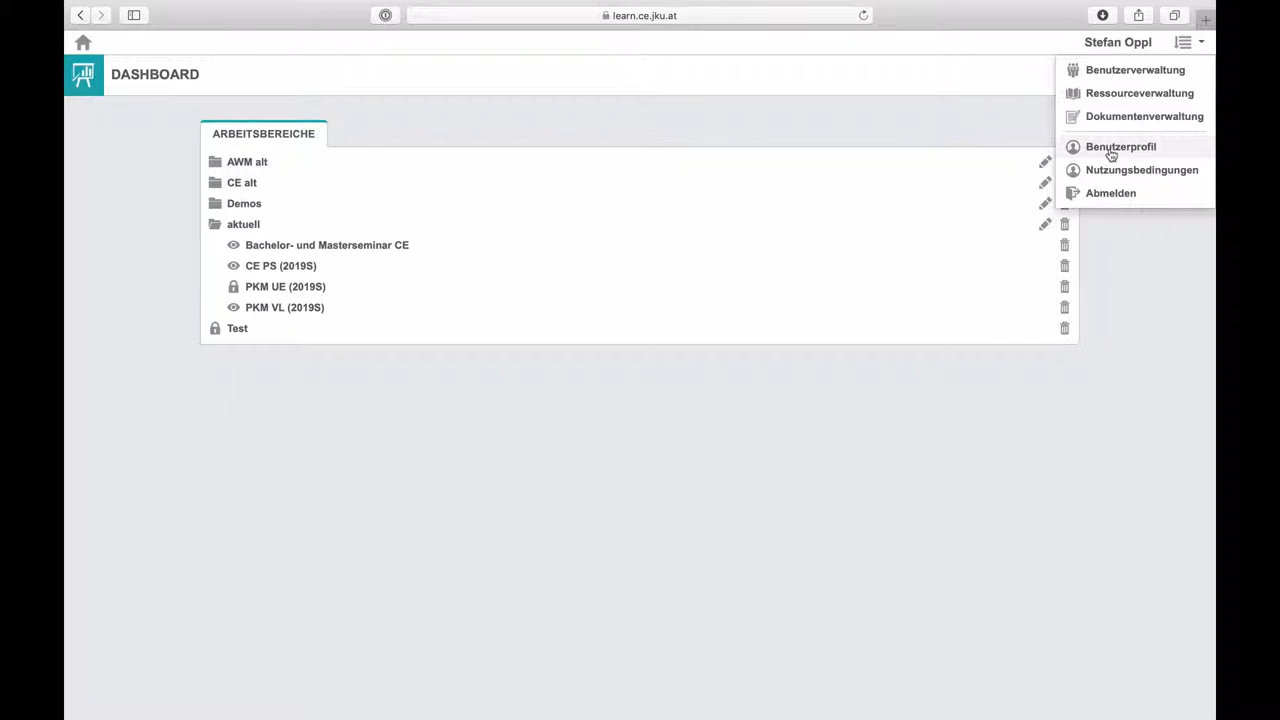 learn.ce.jku.at
Stefan Oppl
DASHBOARD
Benutzerverwaltung
Ressourceverwaltung
Dokumentenverwaltung
Benutzerprofil
Nutzungsbedingungen
Abmelden
ARBEITSBEREICHE
AWM alt
CE alt
Demos
aktuell
Bachelor- und Masterseminar CE
CE PS (2019S)
PKM UE (2019S)
PKM VL (2019S)
Test